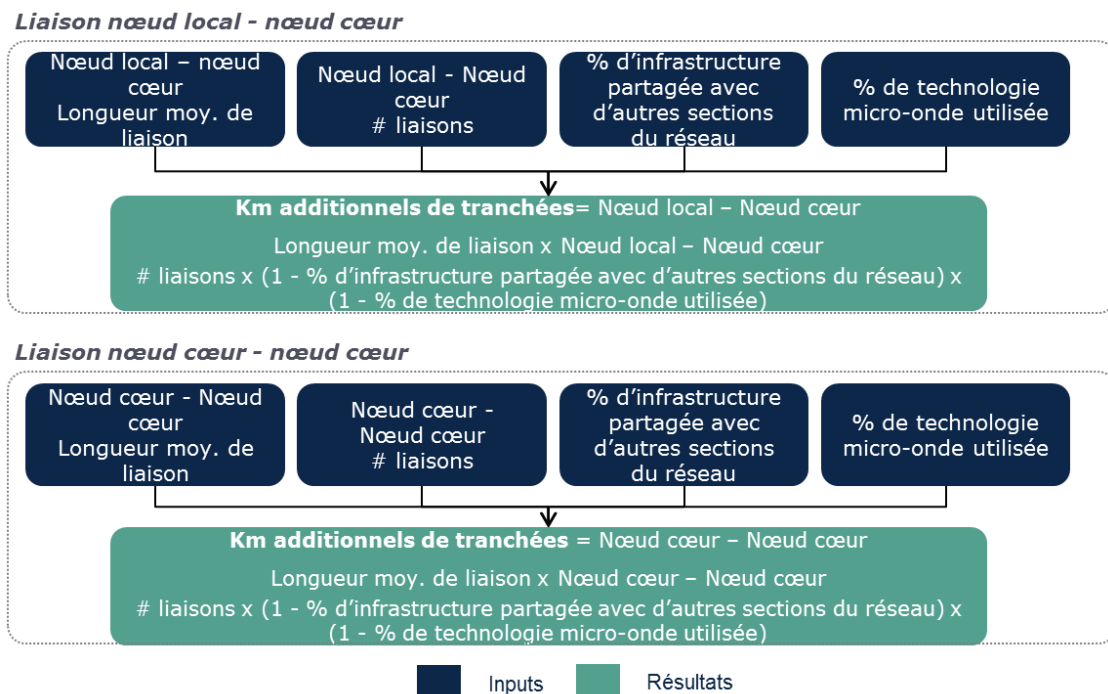 Liaison nœud local - nœud cœur
Nœud local – nœud
cœur
Longueur moy. de
liaison
Nœud local - Nœud
cœur
# liaisons
% d'infrastructure
partagée avec
d'autres sections
du réseau
% de technologie
micro-onde utilisée
Km additionnels de tranchées= Nœud local – Nœud cœur
Longueur moy. de liaison x Nœud local – Nœud cœur
# liaisons x (1 - % d'infrastructure partagée avec d'autres sections du réseau) x
(1 - % de technologie micro-onde utilisée)
Liaison nœud cœur - nœud cœur
Nœud cœur - Nœud
cœur
Longueur moy. de
liaison
Nœud cœur -
Nœud cœur
# liaisons
% d'infrastructure
partagée avec
d'autres sections
du réseau
% de technologie
micro-onde utilisée
Km additionnels de tranchées = Nœud cœur – Nœud cœur
Longueur moy. de liaison x Nœud cœur – Nœud cœur
# liaisons x (1 - % d'infrastructure partagée avec d'autres sections du réseau) x
(1 - % de technologie micro-onde utilisée)
Inputs
Résultats